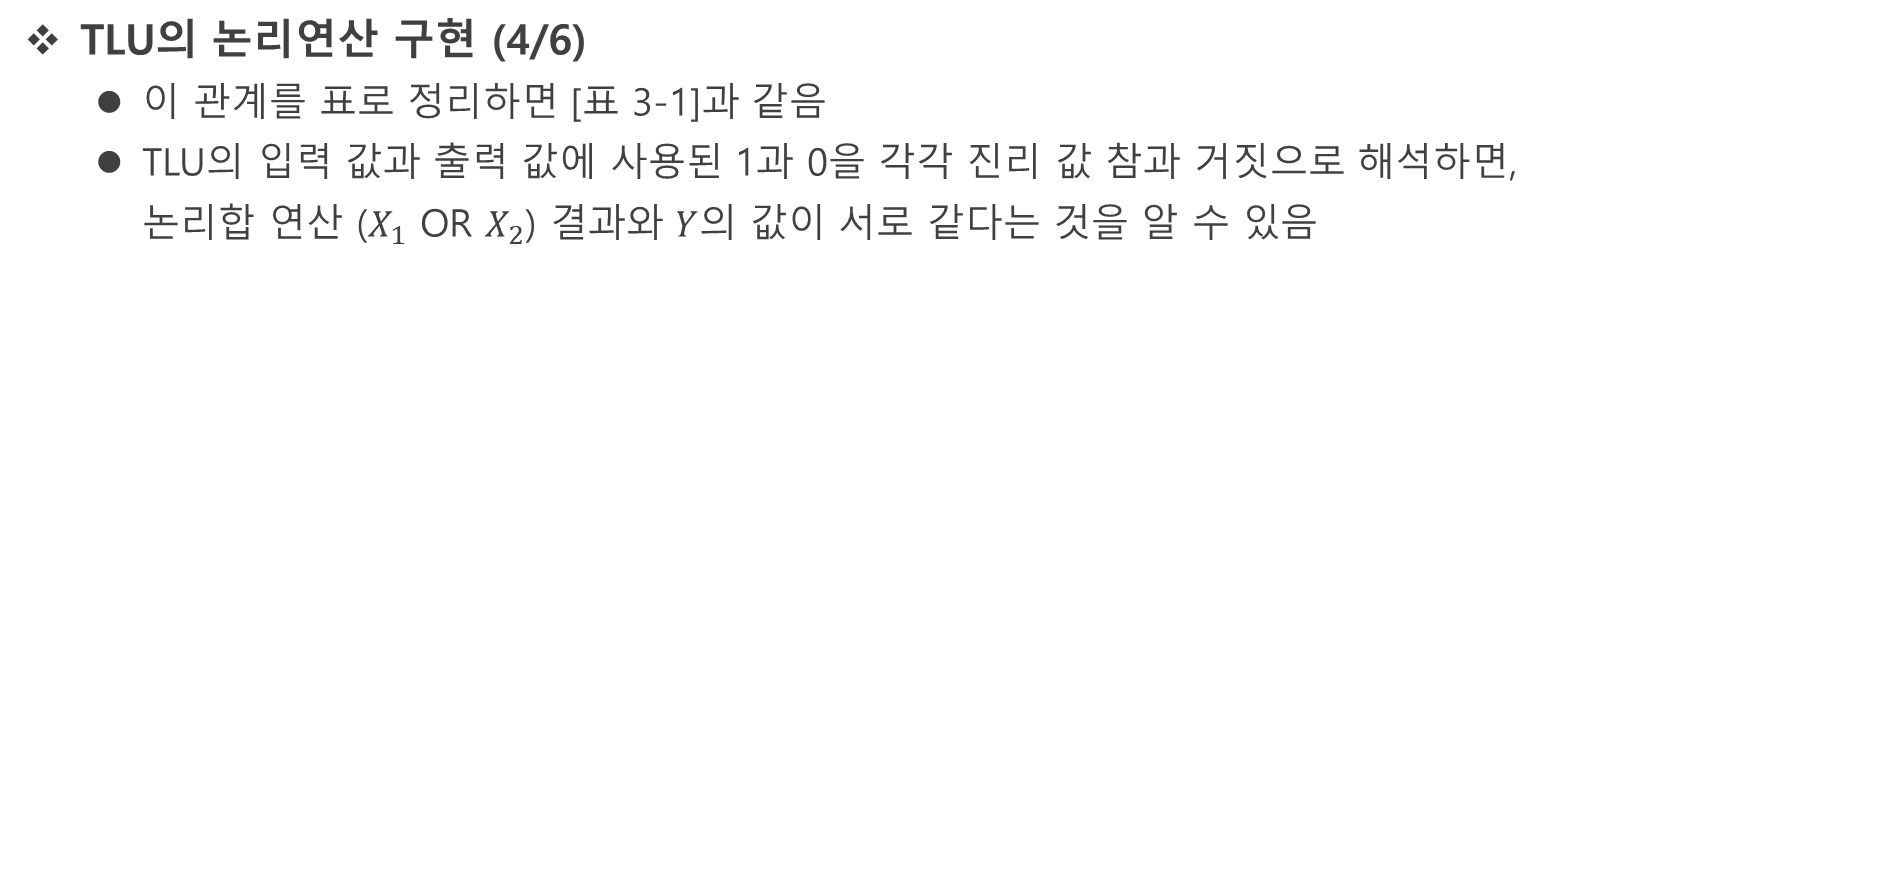 ❖ TLU의 논리연산 구현 (4/6)
● 이 관계를 표로 정리하면 [표 3-1]과 같음
● TLU의 입력 값과 출력 값에 사용된 1과 0을 각각 진리 값 참과 거짓으로 해석하면,
논리합 연산 (X₁ OR X₂) 결과와 Y의 값이 서로 같다는 것을 알 수 있음